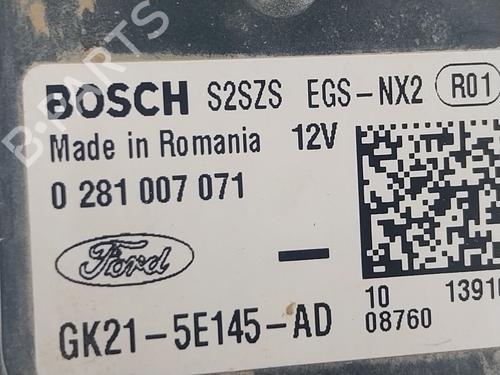 BOSCH S2SZS EGS-NX2 R01
Made in Romania 12V
0 281 007 071
Ford
GK21-5E145-AD
10 1391
08760
B-PARTS